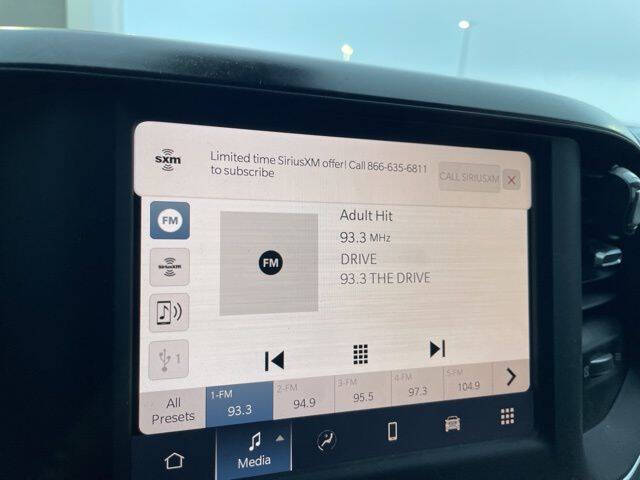 sxm
Limited time SiriusXM offer! Call 866-635-6811
to subscribe
CALL SIRIUSXM
X
FM
SiriusXM
1
FM
Adult Hit
93.3 MHz
DRIVE
93.3 THE DRIVE
All
Presets
1-FM
93.3
2-FM
94.9
3-FM
95.5
4-FM
97.3
5-FM
104.9
Media